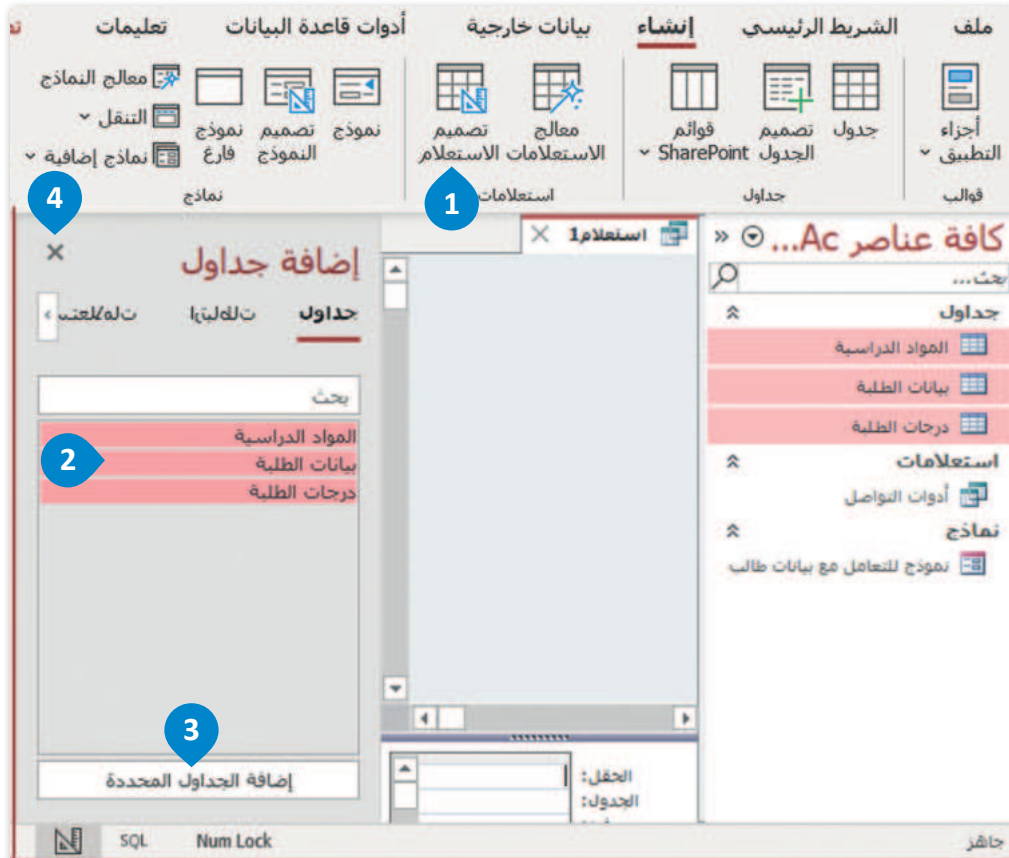 ملف الشريط الرئيسي إنشاء بيانات خارجية أدوات قاعدة البيانات تعليمات
أجزاء التطبيق
جدول
تصميم الجدول
قوائم SharePoint
معالج الاستعلامات
تصميم الاستعلام
نموذج
تصميم النموذج
نموذج فارغ
معالج النماذج
التنقل
نماذج إضافية
قوالب جداول استعلامات نماذج
1
4
كافة عناصر Ac...
بحث...
جداول
المواد الدراسية
بيانات الطلبة
درجات الطلبة
استعلامات
أدوات التواصل
نماذج
نموذج للتعامل مع بيانات طالب
استعلام1
الحقل:
الجدول:
إضافة جداول
جداول
بحث
المواد الدراسية
بيانات الطلبة
درجات الطلبة
2
3
إضافة الجداول المحددة
جاهز
Num Lock
SQL